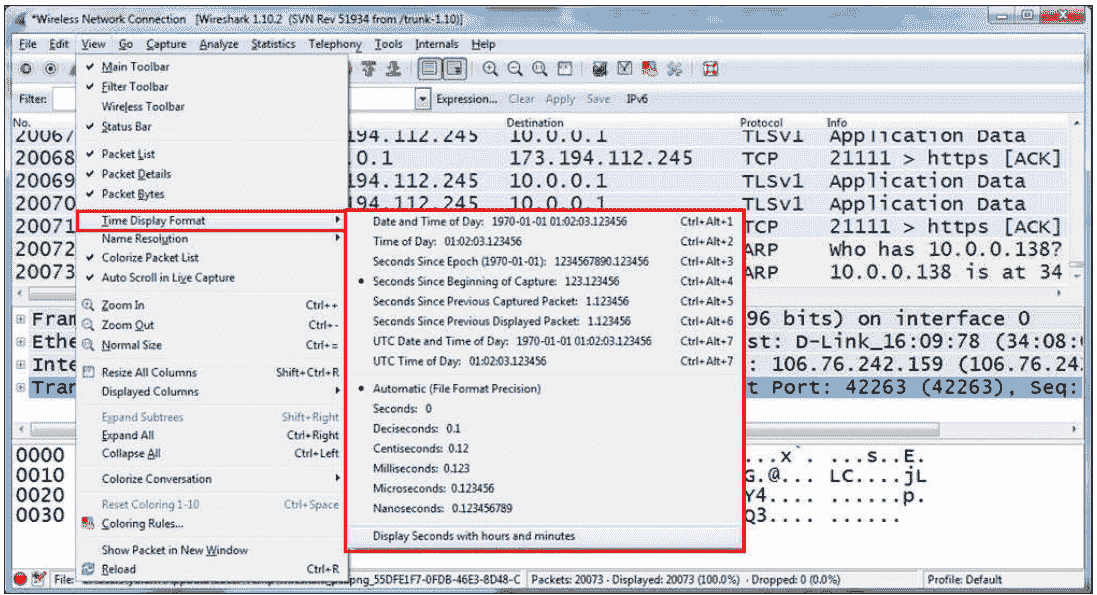 *Wireless Network Connection [Wireshark 1.10.2 (SVN Rev 51934 from /trunk-1.10)]
File Edit View Go Capture Analyze Statistics Telephony Tools Internals Help
Main Toolbar
Filter:
Filter Toolbar
Expression... Clear Apply Save IPv6
Wireless Toolbar
Status Bar
No. Destination Protocol Info
20067 194.112.245 10.0.0.1 TLSv1 Application Data
20068 .0.1 173.194.112.245 TCP 21111 > https [ACK]
20069 194.112.245 10.0.0.1 TLSv1 Application Data
20070 194.112.245 10.0.0.1 TLSv1 Application Data
20071 TCP 21111 > https [ACK]
20072 ARP Who has 10.0.0.138?
20073 ARP 10.0.0.138 is at 34
Packet List
Packet Details
Packet Bytes
Time Display Format
Name Resolution
Colorize Packet List
Auto Scroll in Live Capture
Zoom In Ctrl++
Zoom Out Ctrl+-
Normal Size Ctrl+=
Resize All Columns Shift+Ctrl+R
Displayed Columns
Expand Subtrees Shift+Right
Expand All Ctrl+Right
Collapse All Ctrl+Left
Colorize Conversation
Reset Coloring 1-10 Ctrl+Space
Coloring Rules...
Show Packet in New Window
Reload Ctrl+R
Date and Time of Day: 1970-01-01 01:02:03.123456 Ctrl+Alt+1
Time of Day: 01:02:03.123456 Ctrl+Alt+2
Seconds Since Epoch (1970-01-01): 1234567890.123456 Ctrl+Alt+3
Seconds Since Beginning of Capture: 123.123456 Ctrl+Alt+4
Seconds Since Previous Captured Packet: 1.123456 Ctrl+Alt+5
Seconds Since Previous Displayed Packet: 1.123456 Ctrl+Alt+6
UTC Date and Time of Day: 1970-01-01 01:02:03.123456 Ctrl+Alt+7
UTC Time of Day: 01:02:03.123456 Ctrl+Alt+7
Automatic (File Format Precision)
Seconds: 0
Deciseconds: 0.1
Centiseconds: 0.12
Milliseconds: 0.123
Microseconds: 0.123456
Nanoseconds: 0.123456789
Display Seconds with hours and minutes
Fram 96 bits) on interface 0
Ethe st: D-Link_16:09:78 (34:08:
Inte : 106.76.242.159 (106.76.24
Tran t Port: 42263 (42263), Seq:
0000 ...x`. ...s..E.
0010 G.@... LC....jL
0020 Y4.... ......p.
0030 Q3.... ......
File: png_55DFE1F7-0FDB-46E3-8D48-C Packets: 20073 · Displayed: 20073 (100.0%) · Dropped: 0 (0.0%) Profile: Default